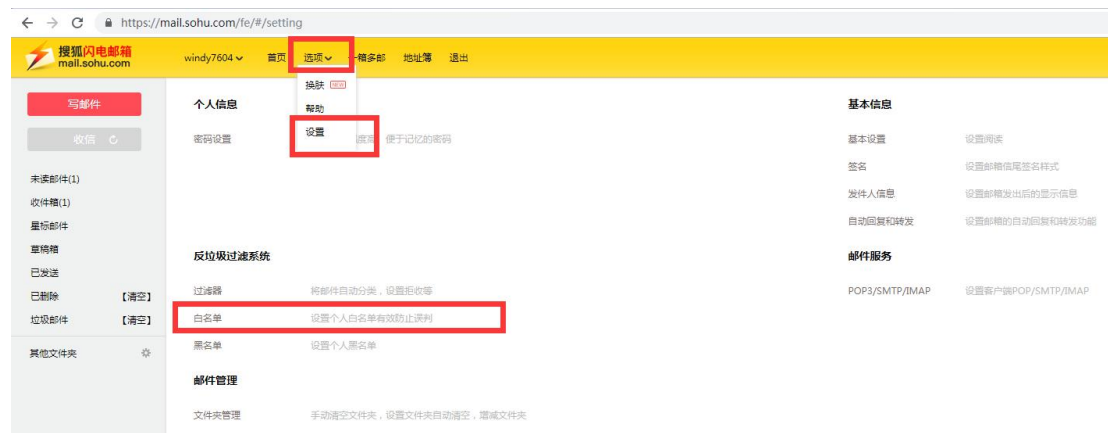 https://mail.sohu.com/fe/#/setting
搜狐闪电邮箱
mail.sohu.com
windy7604 首页 选项 一箱多邮 地址簿 退出
换肤 NEW
帮助
设置
写邮件
收信
未读邮件(1)
收件箱(1)
星标邮件
草稿箱
已发送
已删除 【清空】
垃圾邮件 【清空】
其他文件夹
个人信息
密码设置 度高 便于记忆的密码
反垃圾过滤系统
过滤器 将邮件自动分类,设置拒收等
白名单 设置个人白名单有效防止误判
黑名单 设置个人黑名单
邮件管理
文件夹管理 手动清空文件夹,设置文件夹自动清空,增减文件夹
基本信息
基本设置 设置阅读
签名 设置邮箱信尾签名样式
发件人信息 设置邮箱发出后的显示信息
自动回复和转发 设置邮箱的自动回复和转发功能
邮件服务
POP3/SMTP/IMAP 设置客户端POP/SMTP/IMAP